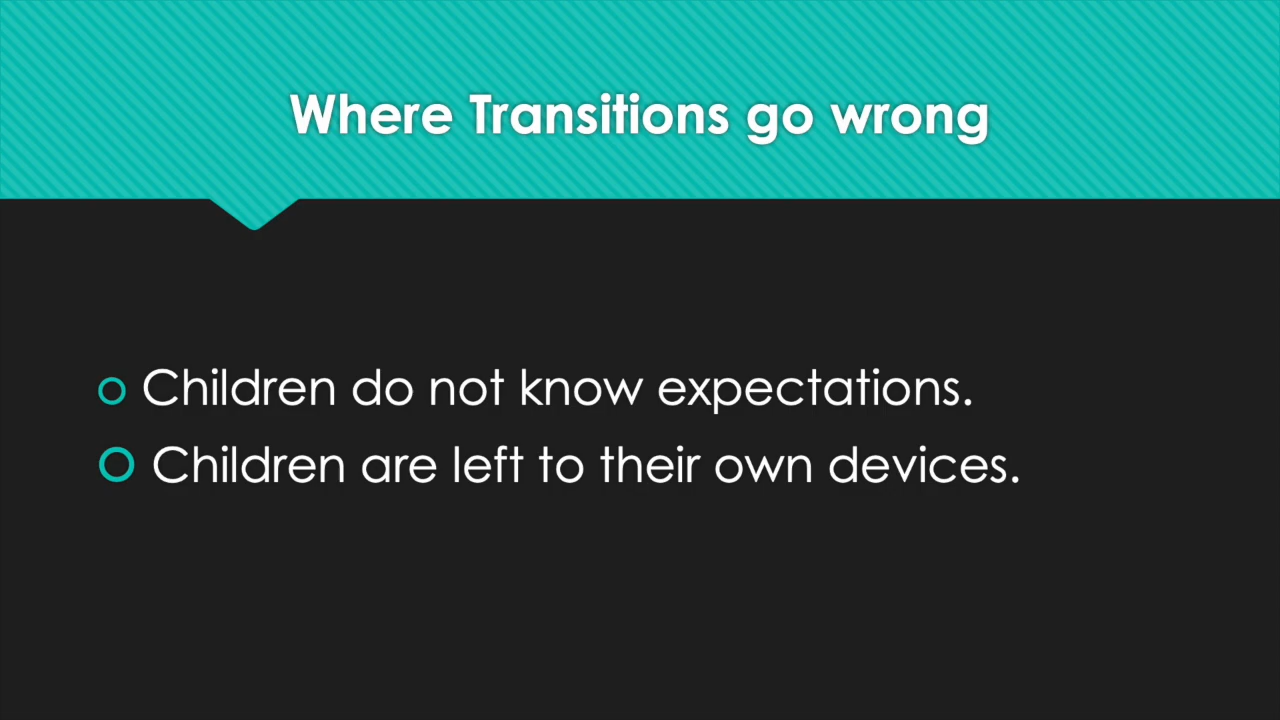 Where Transitions go wrong
Children do not know expectations.
Children are left to their own devices.